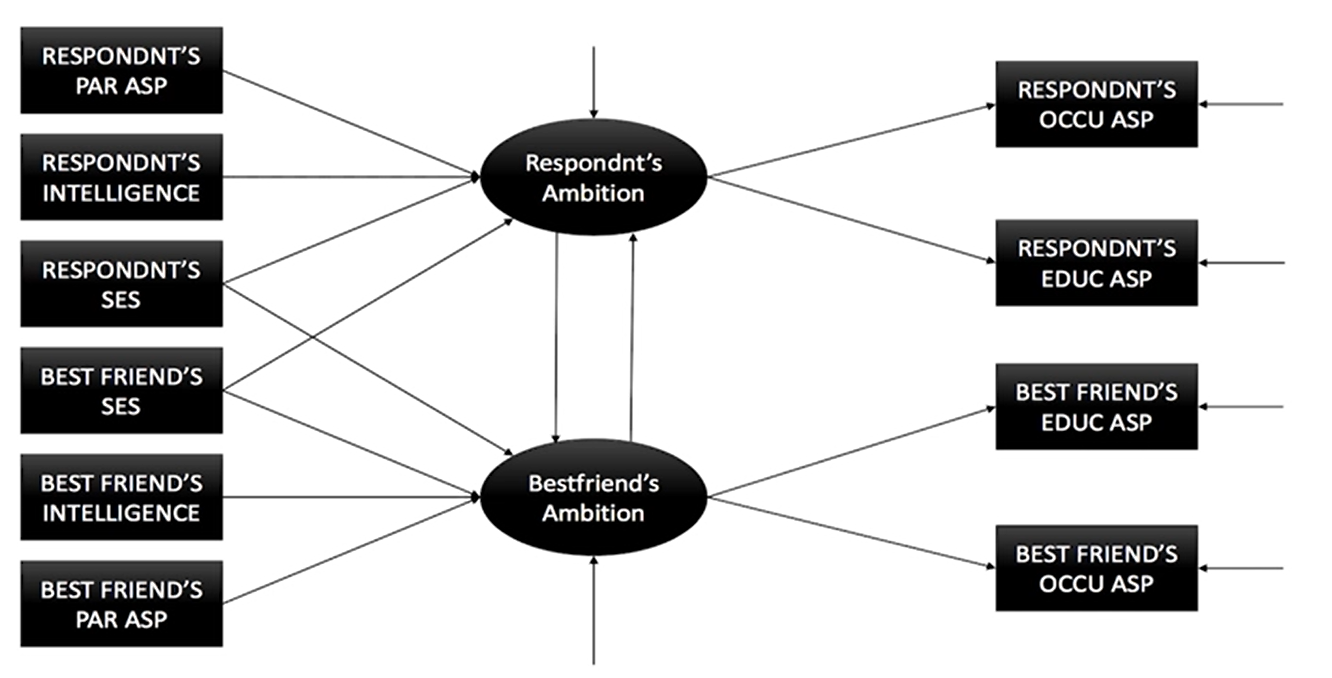 RESPONDNT'S
PAR ASP
RESPONDNT'S
INTELLIGENCE
RESPONDNT'S
SES
BEST FRIEND'S
SES
BEST FRIEND'S
INTELLIGENCE
BEST FRIEND'S
PAR ASP
Respondnt's
Ambition
Bestfriend's
Ambition
RESPONDNT'S
OCCU ASP
RESPONDNT'S
EDUC ASP
BEST FRIEND'S
EDUC ASP
BEST FRIEND'S
OCCU ASP